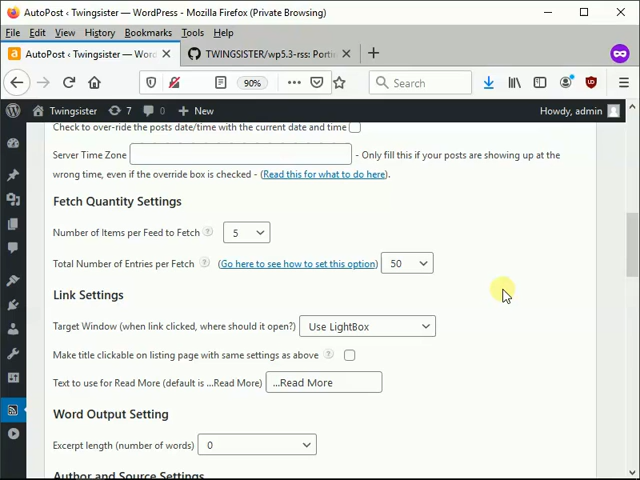 AutoPost ‹ Twingsister — WordPress - Mozilla Firefox (Private Browsing)
File Edit View History Bookmarks Tools Help
AutoPost ‹ Twingsister — Wor
TWINGSISTER/wp5.3-rss: Portin
90%
Search
Twingsister 7 0 New Howdy, admin
Check to over-ride the posts date/time with the current date and time
Server Time Zone - Only fill this if your posts are showing up at the
wrong time, even if the override box is checked - (Read this for what to do here).
Fetch Quantity Settings
Number of Items per Feed to Fetch ? 5
Total Number of Entries per Fetch ? (Go here to see how to set this option) 50
Link Settings
Target Window (when link clicked, where should it open?) Use LightBox
Make title clickable on listing page with same settings as above ?
Text to use for Read More (default is ...Read More) ...Read More
Word Output Setting
Excerpt length (number of words) 0
Author and Source Settings